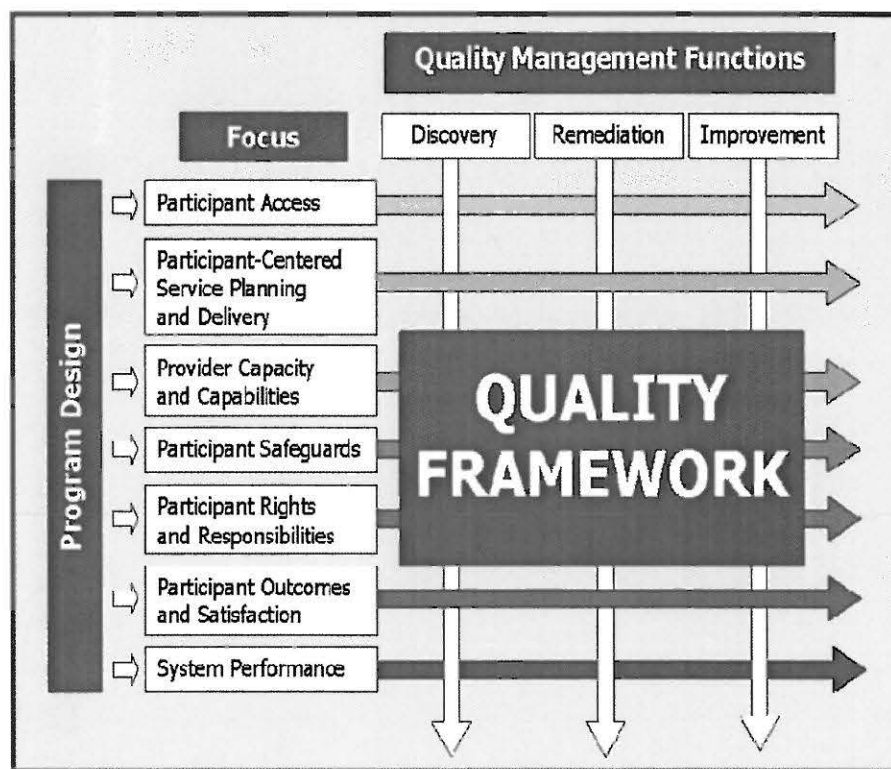 Quality Management Functions
Focus
Discovery
Remediation
Improvement
Program Design
Participant Access
Participant-Centered
Service Planning
and Delivery
Provider Capacity
and Capabilities
Participant Safeguards
Participant Rights
and Responsibilities
Participant Outcomes
and Satisfaction
System Performance
QUALITY
FRAMEWORK